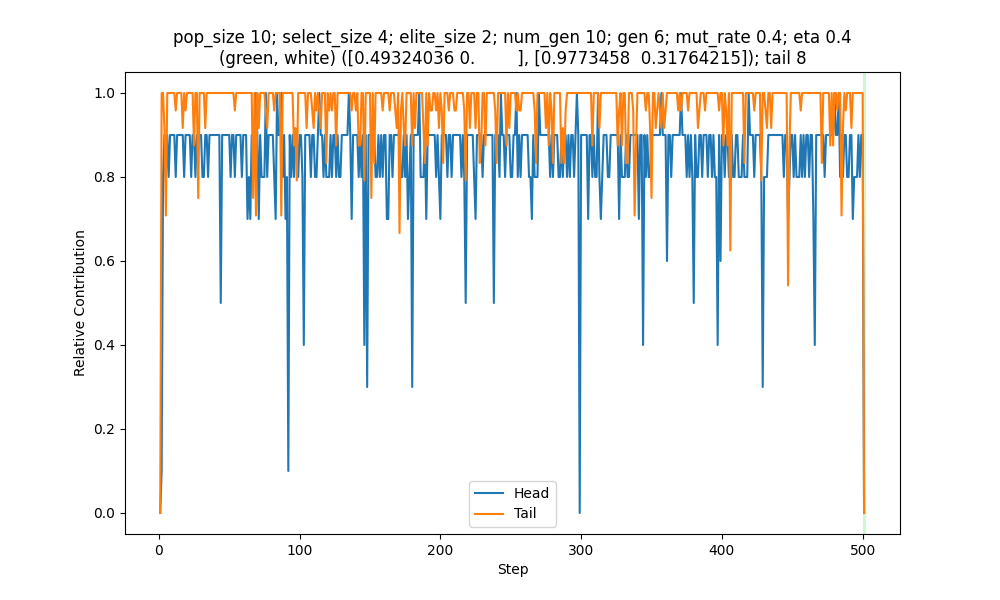 pop_size 10; select_size 4; elite_size 2; num_gen 10; gen 6; mut_rate 0.4; eta 0.4
(green, white) ([0.49324036 0.        ], [0.9773458  0.31764215]); tail 8
1.0
0.8
0.6
0.4
0.2
0.0
Relative Contribution
Head
Tail
0
100
200
300
400
500
Step